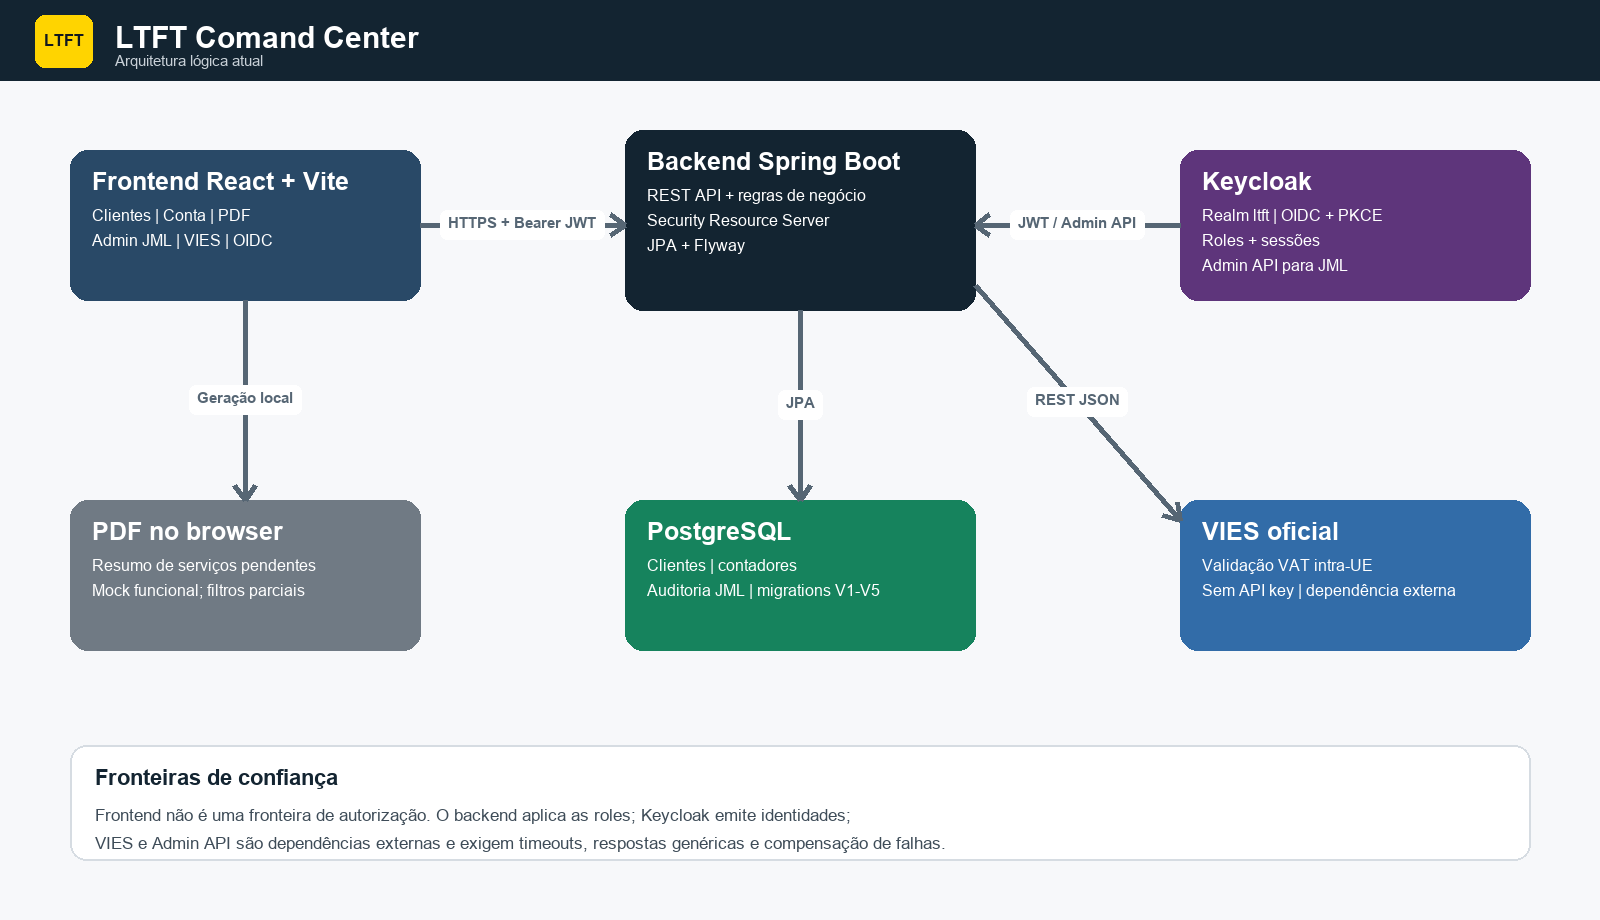 LTFT
LTFT Comand Center
Arquitetura lógica atual
Frontend React + Vite
Clientes | Conta | PDF
Admin JML | VIES | OIDC
HTTPS + Bearer JWT
Backend Spring Boot
REST API + regras de negócio
Security Resource Server
JPA + Flyway
JWT / Admin API
Keycloak
Realm ltft | OIDC + PKCE
Roles + sessões
Admin API para JML
Geração local
JPA
REST JSON
PDF no browser
Resumo de serviços pendentes
Mock funcional; filtros parciais
PostgreSQL
Clientes | contadores
Auditoria JML | migrations V1-V5
VIES oficial
Validação VAT intra-UE
Sem API key | dependência externa
Fronteiras de confiança
Frontend não é uma fronteira de autorização. O backend aplica as roles; Keycloak emite identidades;
VIES e Admin API são dependências externas e exigem timeouts, respostas genéricas e compensação de falhas.